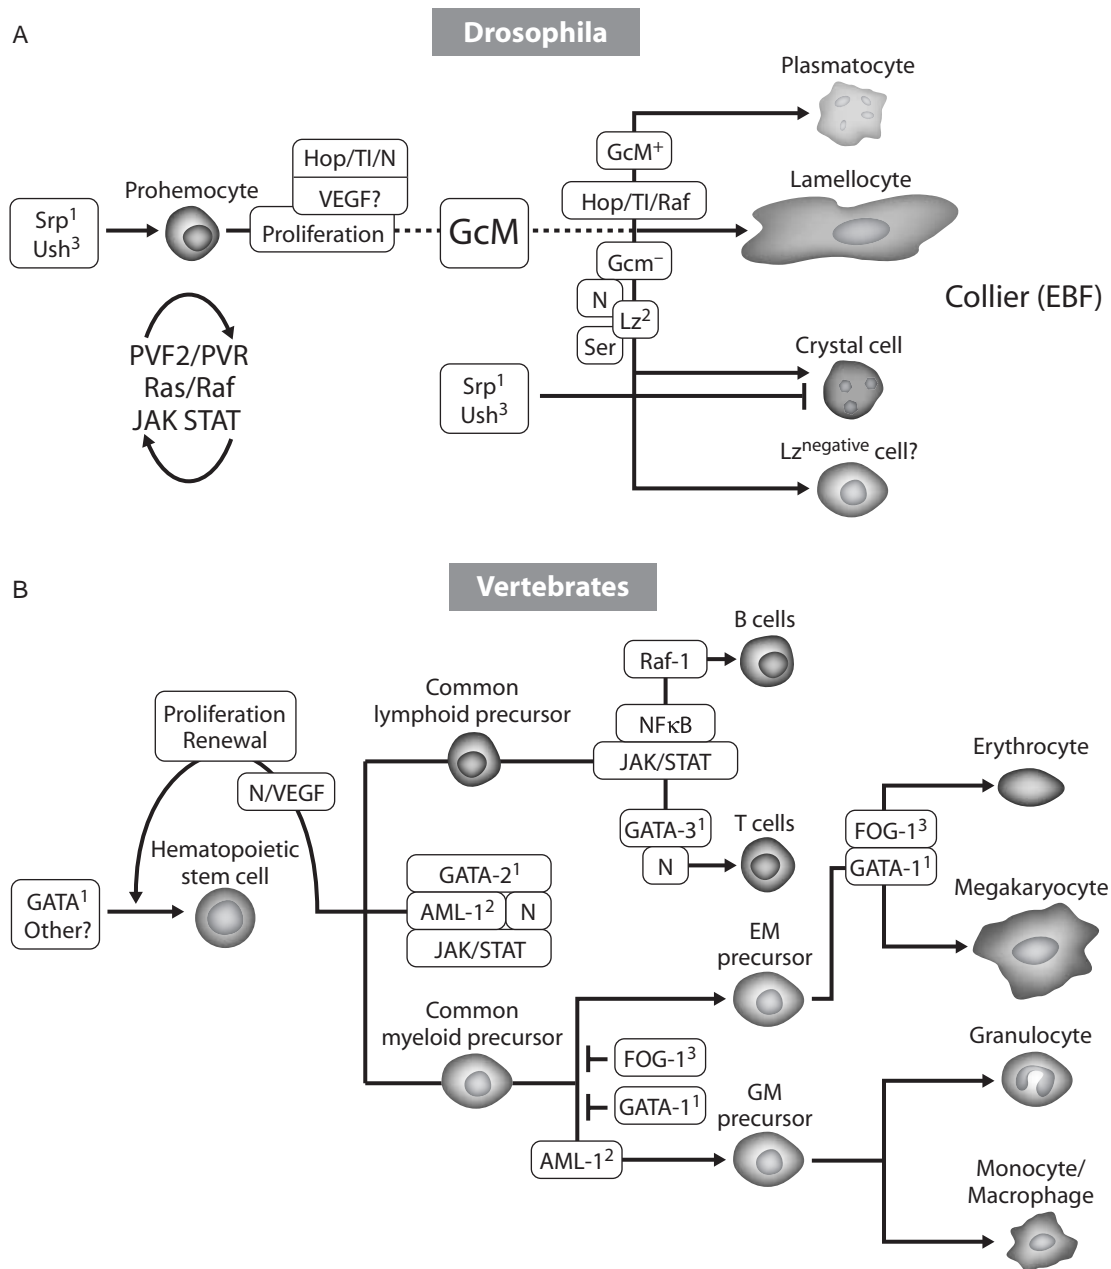 A
Drosophila
Plasmatocyte
GcM⁺
Hop/TI/N
VEGF?
Proliferation
Prohemocyte
Srp¹
Ush³
GcM
Hop/TI/Raf
Lamellocyte
Gcm⁻
N
Lz²
Ser
Collier (EBF)
PVF2/PVR
Ras/Raf
JAK STAT
Srp¹
Ush³
Crystal cell
Lz^negative cell?
B
Vertebrates
B cells
Raf-1
Common
lymphoid precursor
NFκB
JAK/STAT
Proliferation
Renewal
N/VEGF
Erythrocyte
GATA-3¹
N
T cells
FOG-1³
GATA-1¹
Hematopoietic
stem cell
GATA¹
Other?
GATA-2¹
AML-1²
N
JAK/STAT
Megakaryocyte
EM
precursor
Common
myeloid precursor
FOG-1³
GATA-1¹
AML-1²
GM
precursor
Granulocyte
Monocyte/
Macrophage